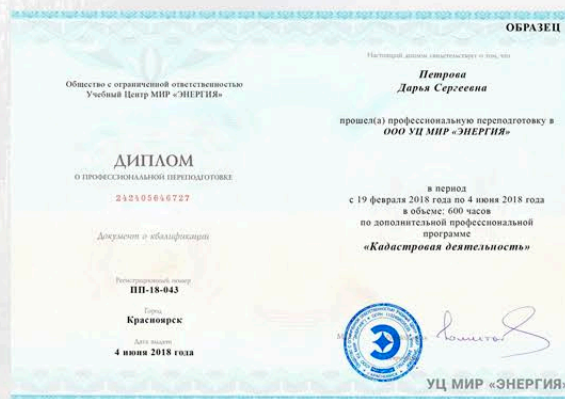 Общество с ограниченной ответственностью
Учебный Центр МИР «ЭНЕРГИЯ»
ДИПЛОМ
О ПРОФЕССИОНАЛЬНОЙ ПЕРЕПОДГОТОВКЕ
242405646727
Документ о квалификации
Регистрационный номер
ПП-18-043
Город
Красноярск
Дата выдачи
4 июня 2018 года
ОБРАЗЕЦ
Настоящий диплом свидетельствует о том, что
Петрова
Дарья Сергеевна
прошел(а) профессиональную переподготовку в
ООО УЦ МИР «ЭНЕРГИЯ»
в период
с 19 февраля 2018 года по 4 июня 2018 года
в объеме: 600 часов
по дополнительной профессиональной
программе
«Кадастровая деятельность»
УЦ МИР «ЭНЕРГИЯ»